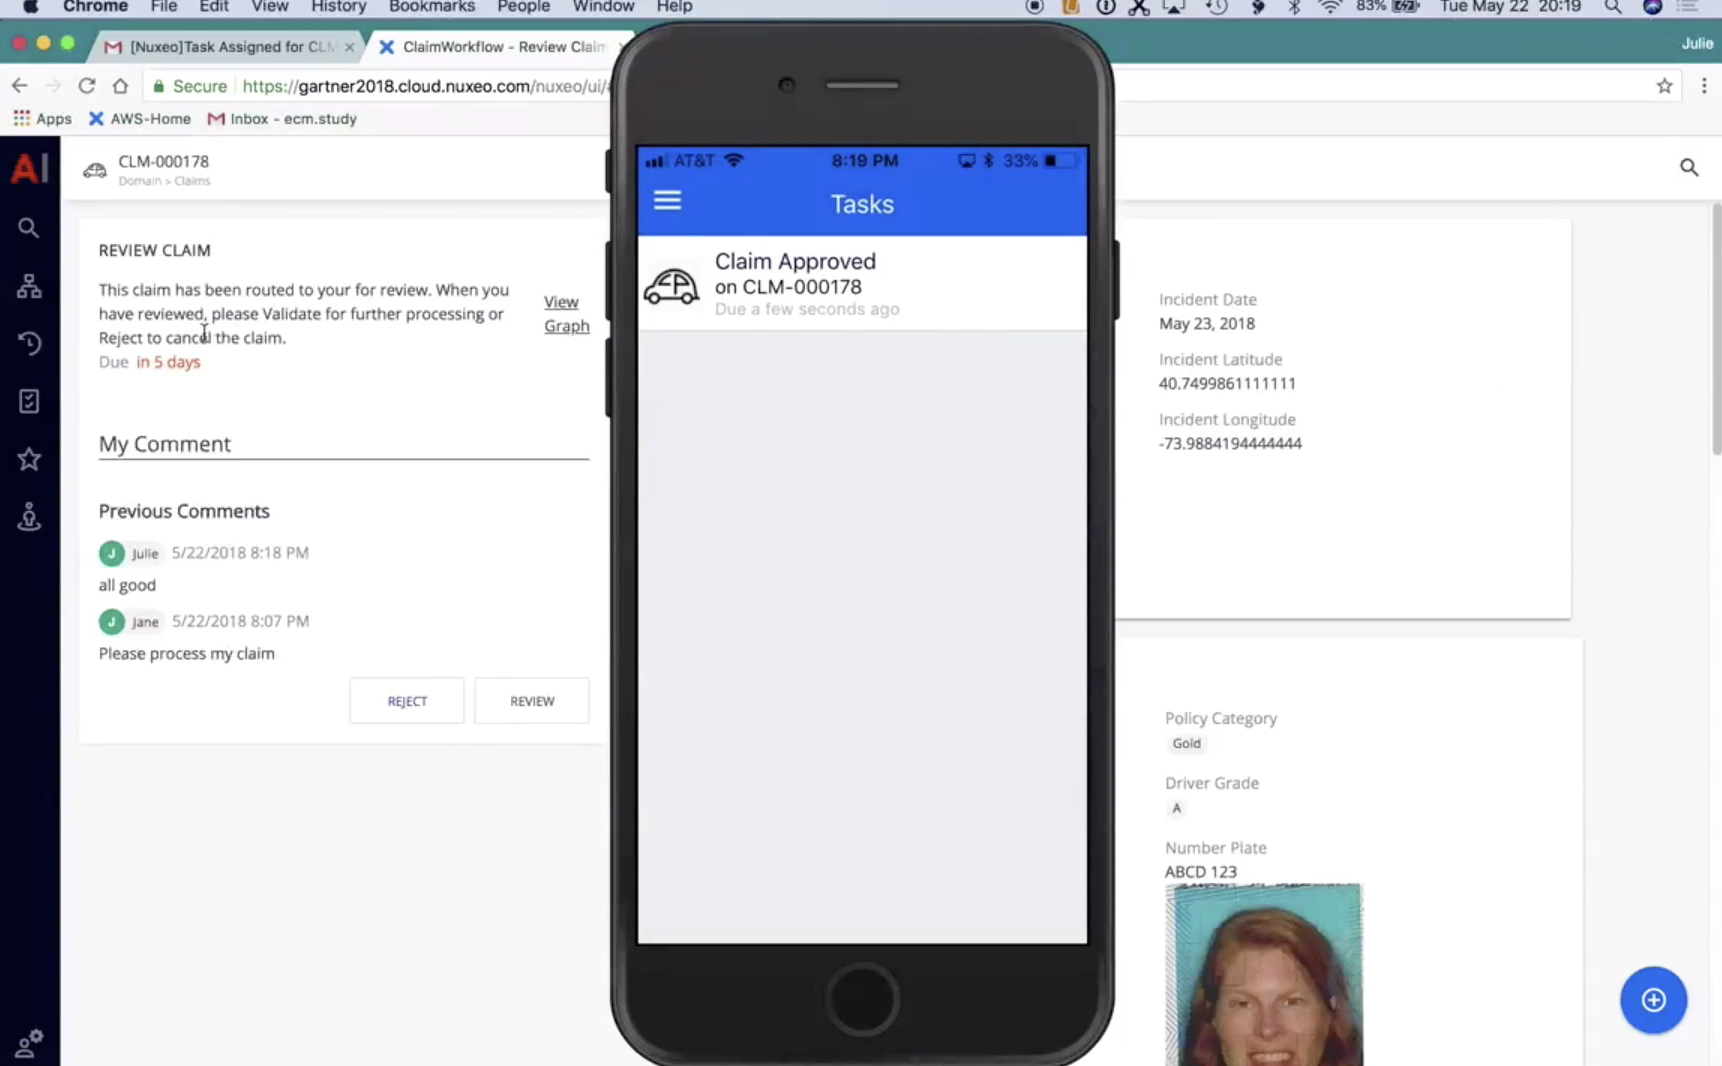 Chrome File Edit View History Bookmarks People Window Help 83% Tue May 22 20:19
[Nuxeo]Task Assigned for CLM
ClaimWorkflow - Review Claim
Julie
Secure https://gartner2018.cloud.nuxeo.com/nuxeo/ui/
Apps AWS-Home Inbox - ecm.study
AI
CLM-000178
Domain > Claims
REVIEW CLAIM
This claim has been routed to your for review. When you
have reviewed, please Validate for further processing or
Reject to cancel the claim.
Due in 5 days
View
Graph
My Comment
Previous Comments
J Julie 5/22/2018 8:18 PM
all good
J Jane 5/22/2018 8:07 PM
Please process my claim
REJECT REVIEW
AT&T 8:19 PM 33%
Tasks
Claim Approved
on CLM-000178
Due a few seconds ago
Incident Date
May 23, 2018
Incident Latitude
40.7499861111111
Incident Longitude
-73.9884194444444
Policy Category
Gold
Driver Grade
A
Number Plate
ABCD 123